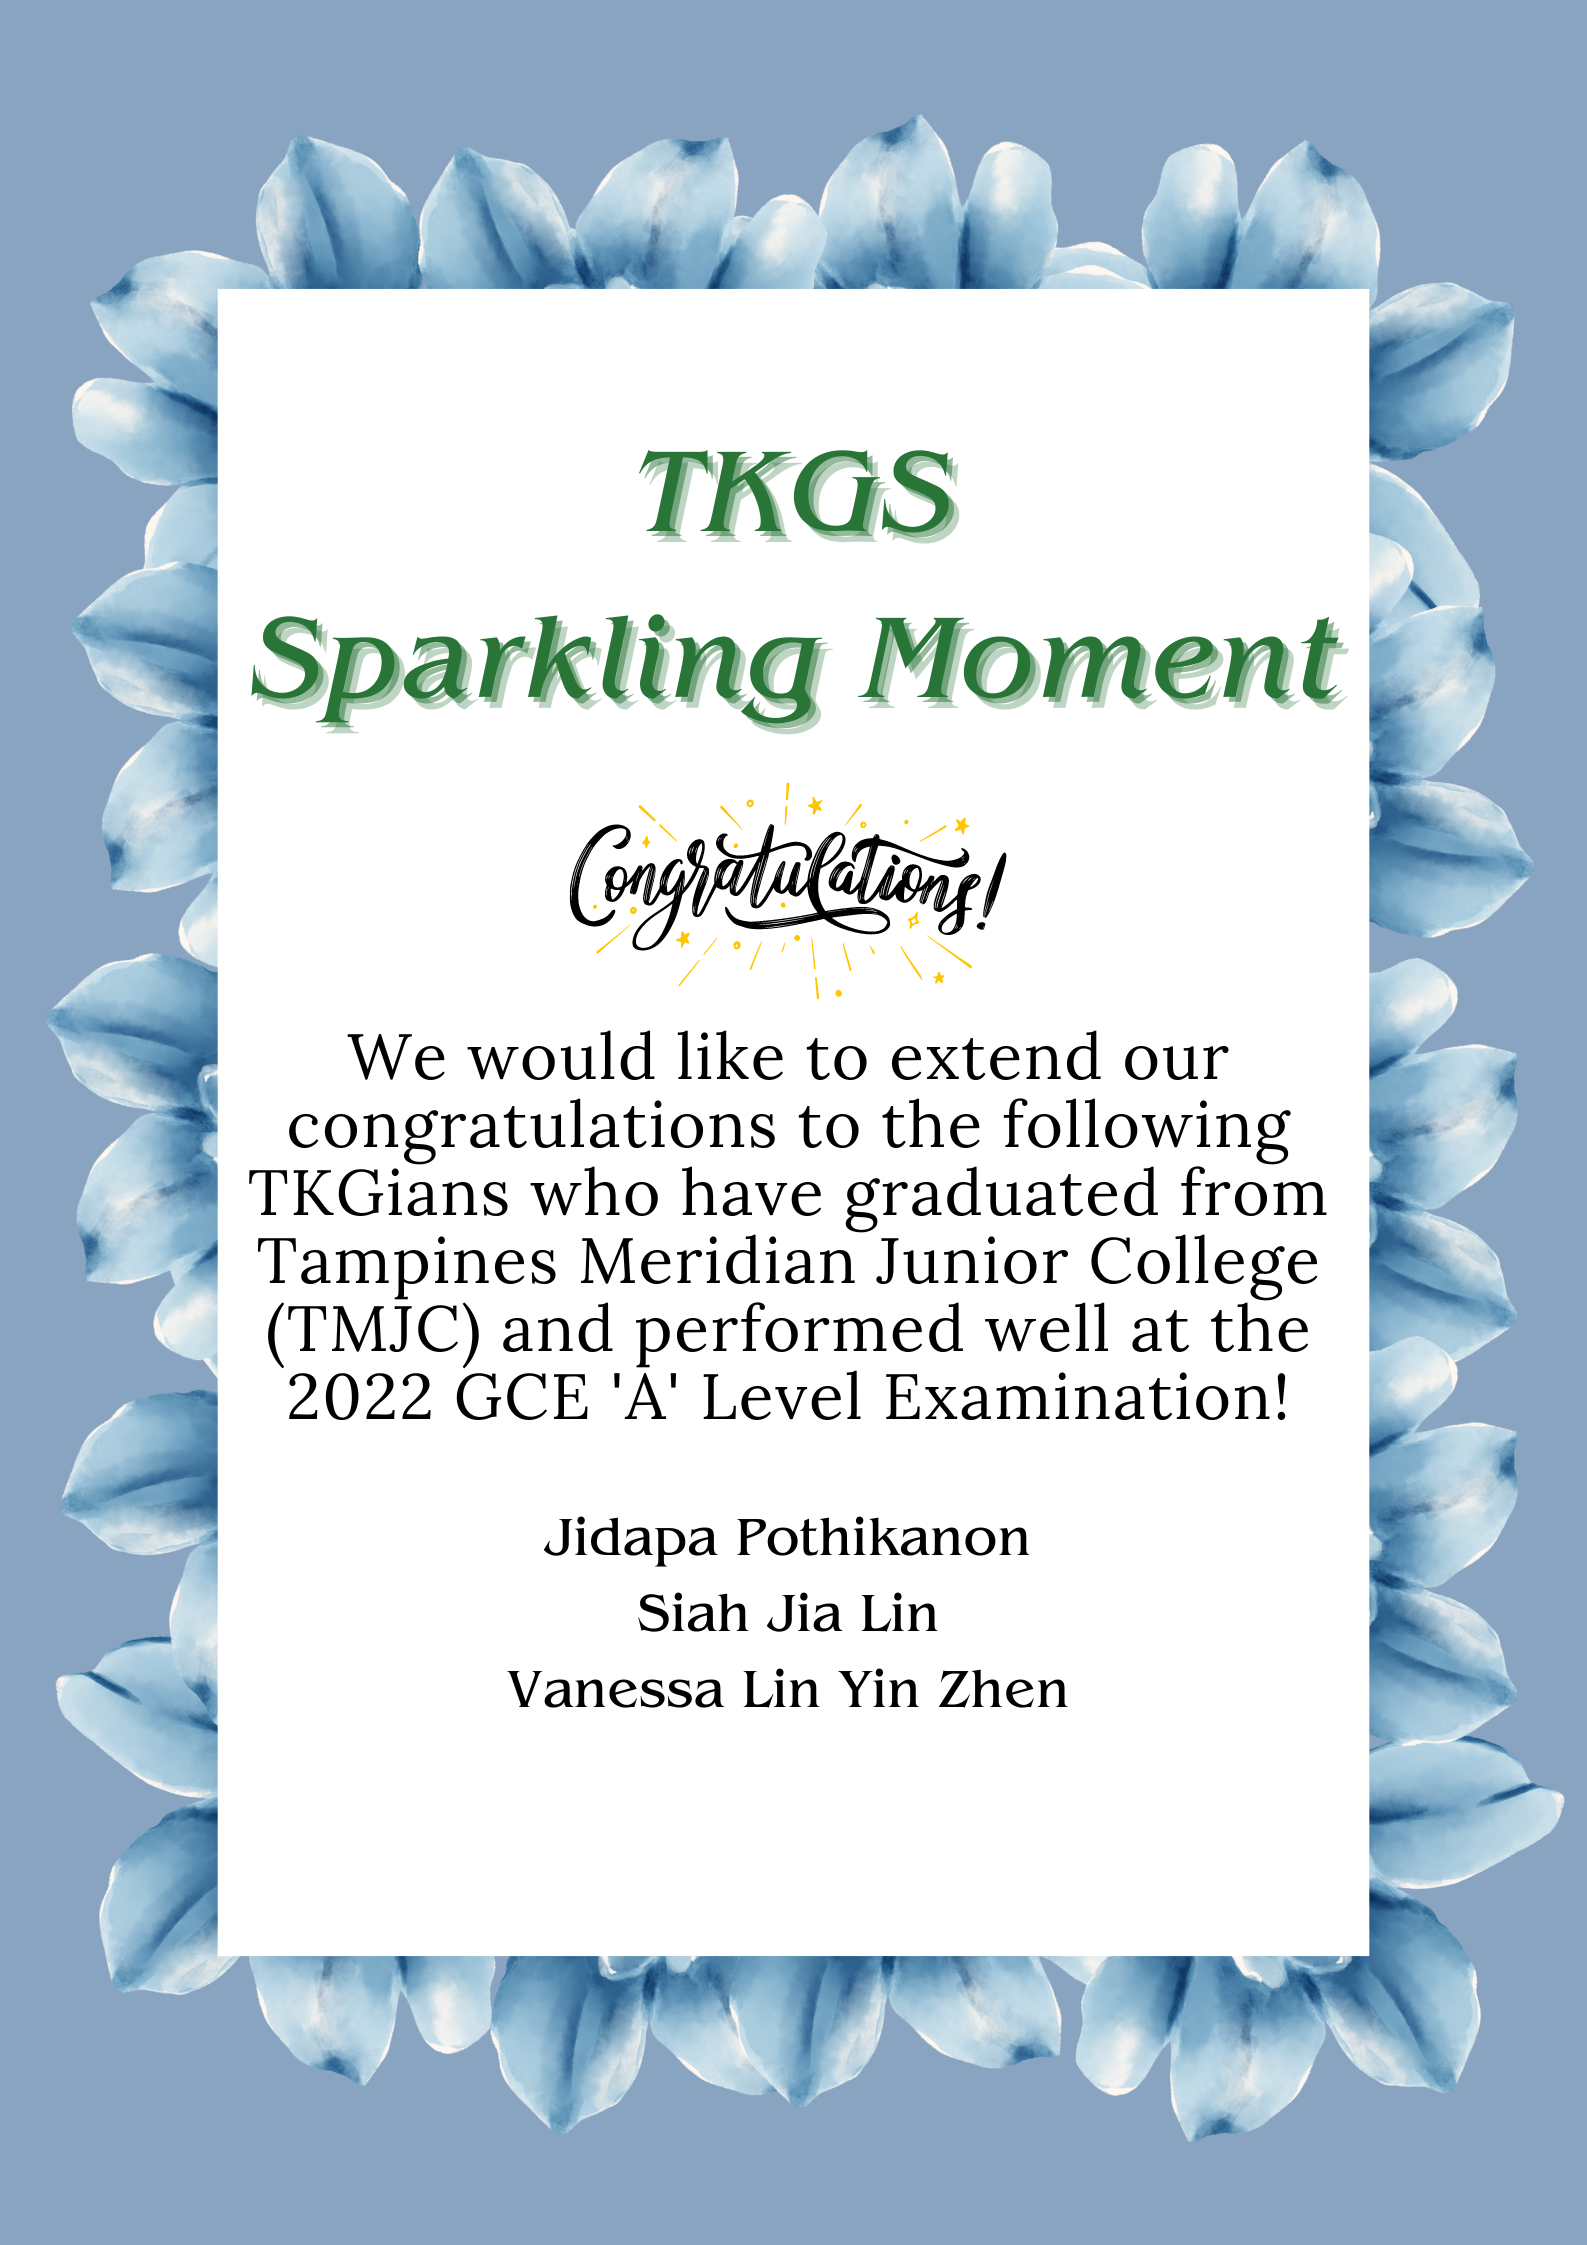 TKGS
Sparkling Moment
Congratulations!
We would like to extend our
congratulations to the following
TKGians who have graduated from
Tampines Meridian Junior College
(TMJC) and performed well at the
2022 GCE 'A' Level Examination!
Jidapa Pothikanon
Siah Jia Lin
Vanessa Lin Yin Zhen